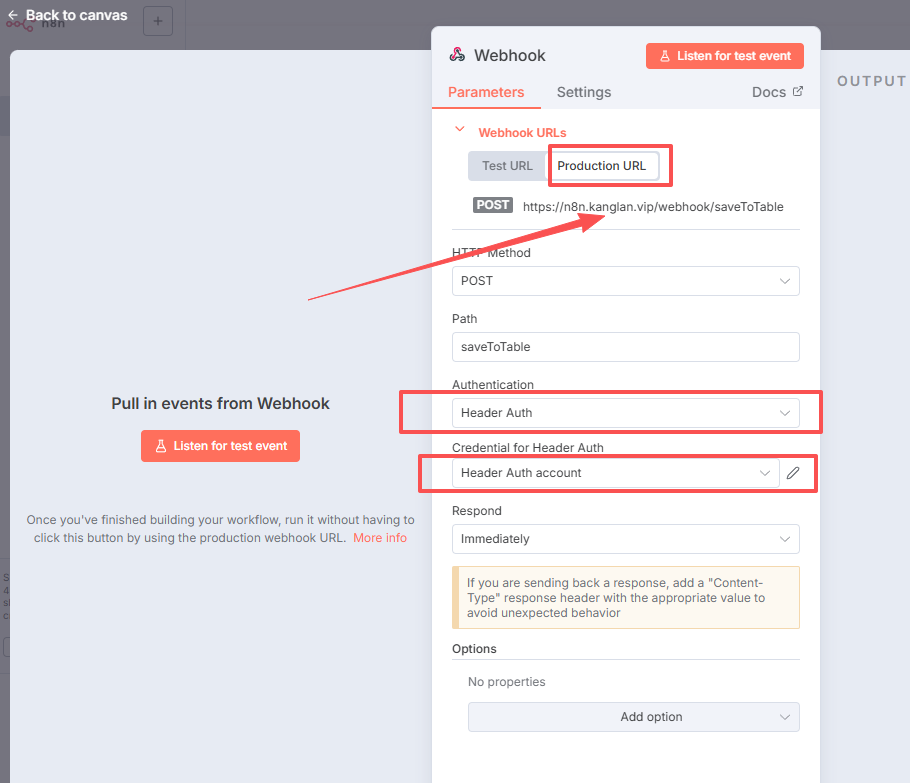 Back to canvas
n8n
Webhook
Listen for test event
OUTPUT
Parameters
Settings
Docs
Webhook URLs
Test URL
Production URL
POST
https://n8n.kanglan.vip/webhook/saveToTable
HTTP Method
POST
Path
saveToTable
Authentication
Header Auth
Credential for Header Auth
Header Auth account
Pull in events from Webhook
Listen for test event
Once you've finished building your workflow, run it without having to
click this button by using the production webhook URL. More info
Respond
Immediately
If you are sending back a response, add a "Content-
Type" response header with the appropriate value to
avoid unexpected behavior
Options
No properties
Add option